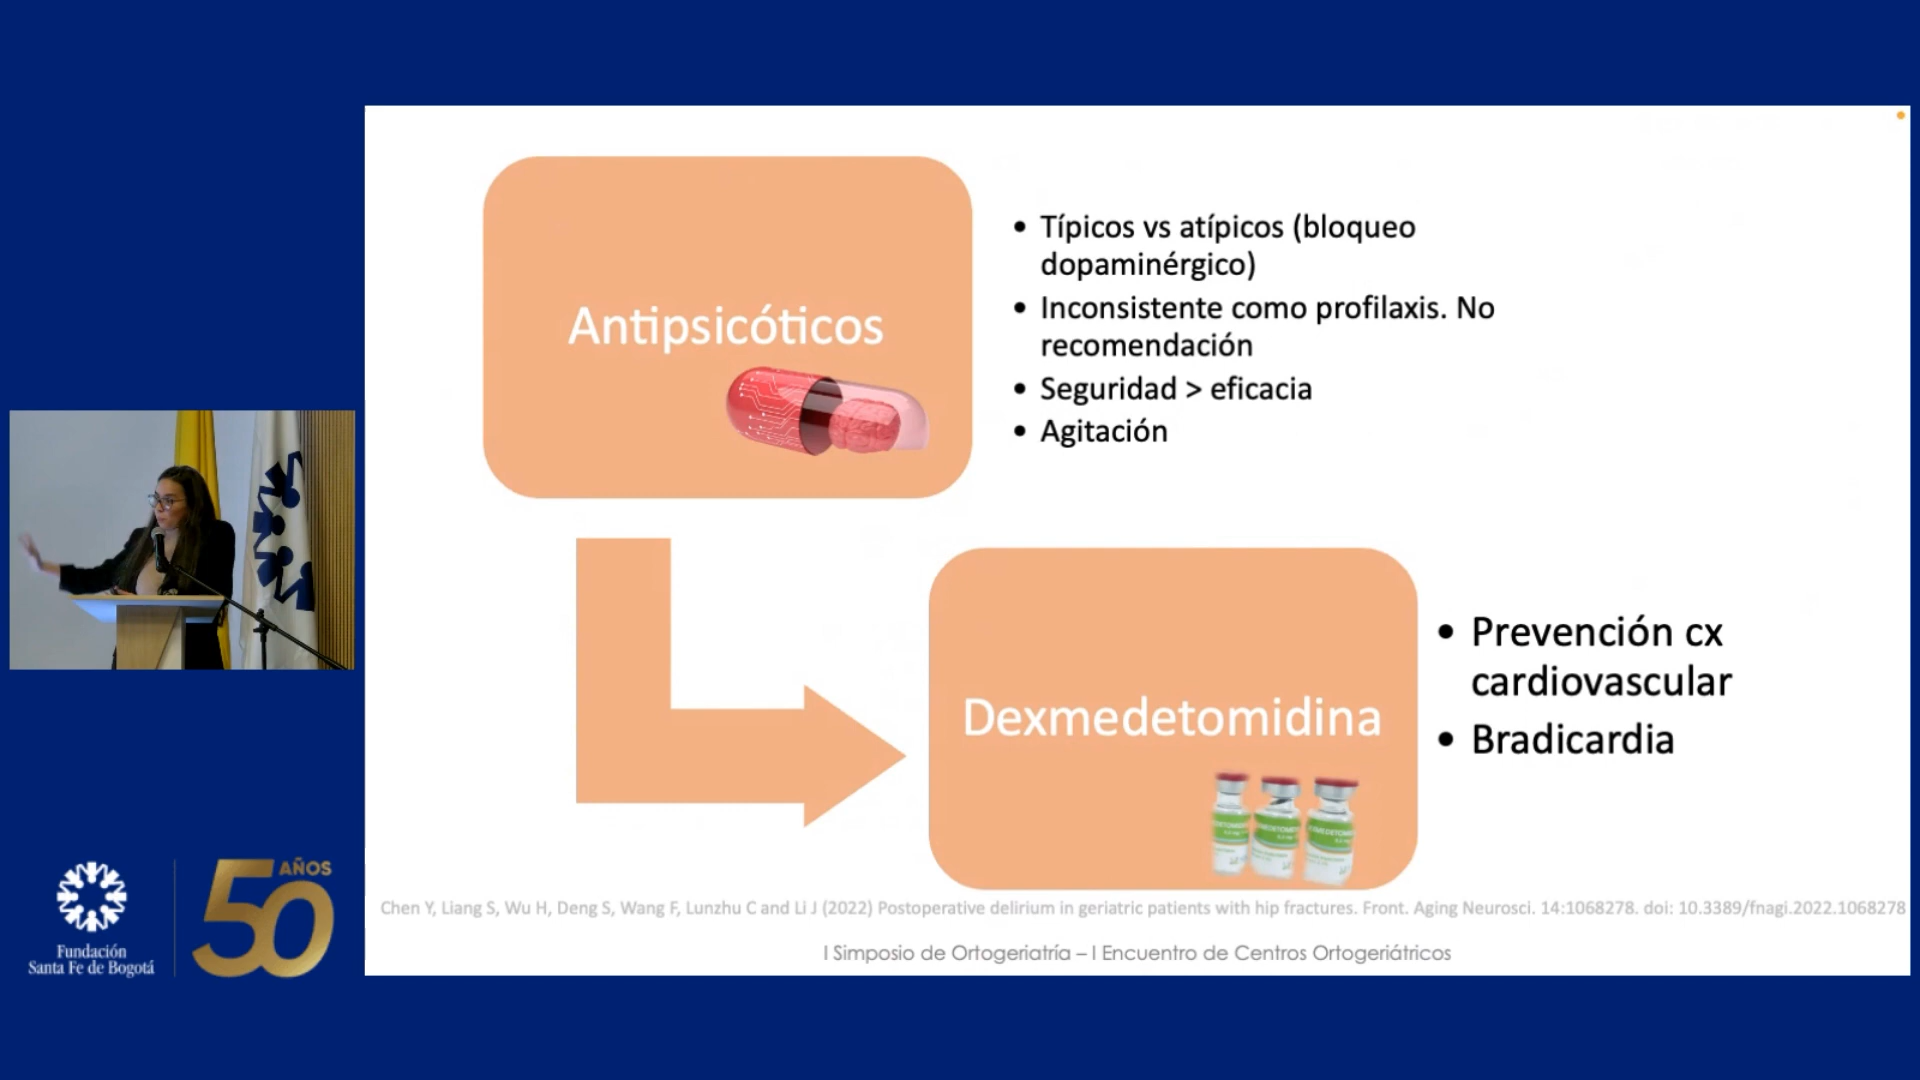 Antipsicóticos
• Típicos vs atípicos (bloqueo
dopaminérgico)
• Inconsistente como profilaxis. No
recomendación
• Seguridad > eficacia
• Agitación
Dexmedetomidina
• Prevención cx
cardiovascular
• Bradicardia
Chen Y, Liang S, Wu H, Deng S, Wang F, Lunzhu C and Li J (2022) Postoperative delirium in geriatric patients with hip fractures. Front. Aging Neurosci. 14:1068278. doi: 10.3389/fnagi.2022.1068278
I Simposio de Ortogeriatría – I Encuentro de Centros Ortogeriátricos
Fundación
Santa Fe de Bogotá
50 AÑOS